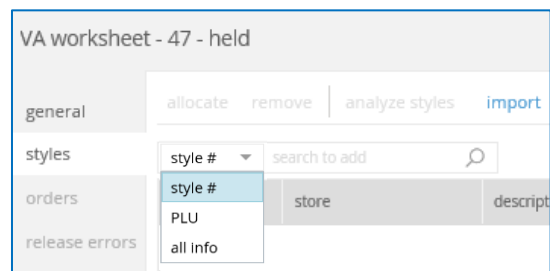 VA worksheet - 47 - held
general
allocate remove analyze styles import
styles
style # search to add
orders
style #
store descript
PLU
release errors
all info